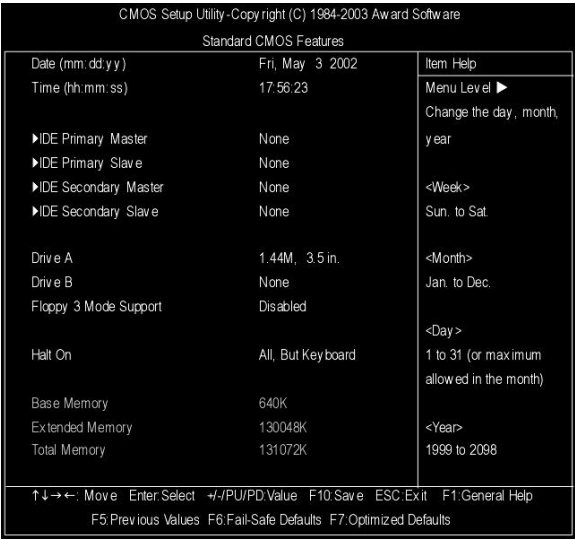 CMOS Setup Utility-Copyright (C) 1984-2003 Award Software
Standard CMOS Features
Date (mm:dd:yy) Fri, May 3 2002
Time (hh:mm:ss) 17:56:23
▶IDE Primary Master None
▶IDE Primary Slave None
▶IDE Secondary Master None
▶IDE Secondary Slave None
Drive A 1.44M, 3.5 in.
Drive B None
Floppy 3 Mode Support Disabled
Halt On All, But Keyboard
Base Memory 640K
Extended Memory 130048K
Total Memory 131072K
Item Help
Menu Level ▶
Change the day, month,
year
<Week>
Sun. to Sat.
<Month>
Jan. to Dec.
<Day>
1 to 31 (or maximum
allowed in the month)
<Year>
1999 to 2098
↑↓→←: Move Enter:Select +/-/PU/PD:Value F10:Save ESC:Exit F1:General Help
F5:Previous Values F6:Fail-Safe Defaults F7:Optimized Defaults